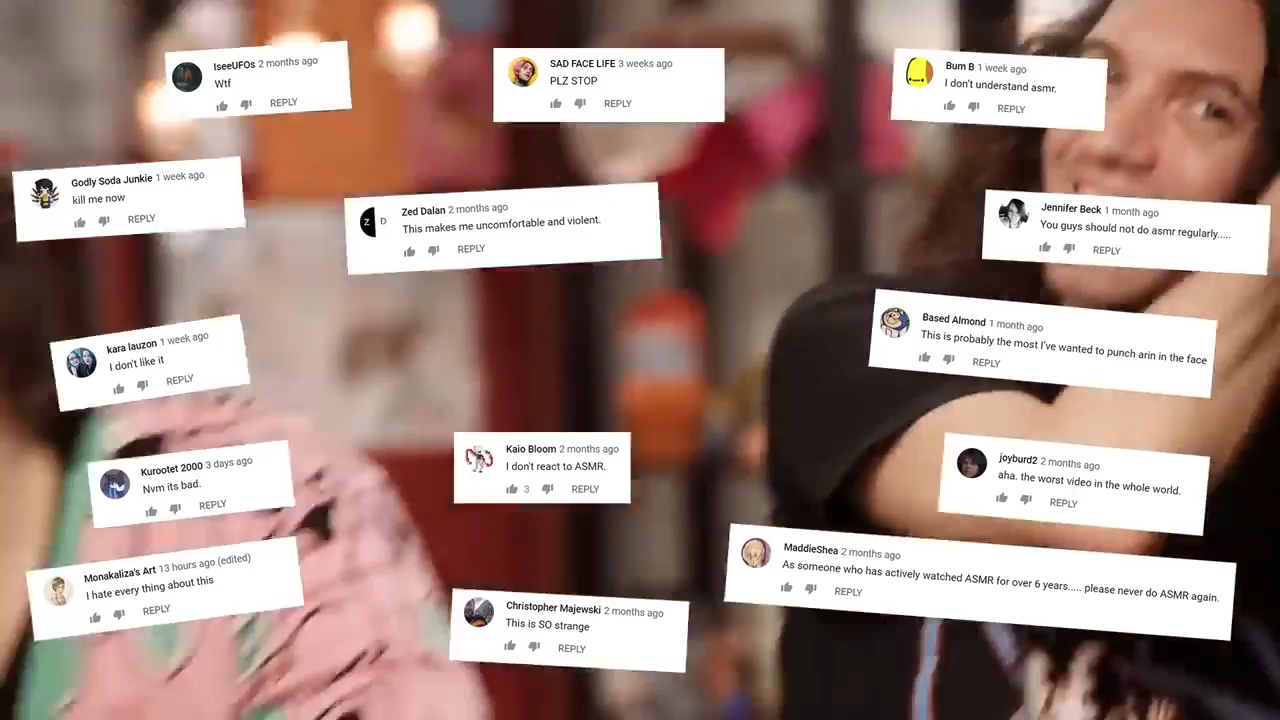 IseeUFOs 2 months ago
Wtf
REPLY
SAD FACE LIFE 3 weeks ago
PLZ STOP
REPLY
Bum B 1 week ago
I don't understand asmr.
REPLY
Godly Soda Junkie 1 week ago
kill me now
REPLY
Z D
Zed Dalan 2 months ago
This makes me uncomfortable and violent.
REPLY
Jennifer Beck 1 month ago
You guys should not do asmr regularly.....
REPLY
kara lauzon 1 week ago
I don't like it
REPLY
Based Almond 1 month ago
This is probably the most I've wanted to punch arin in the face
REPLY
Kurootet 2000 3 days ago
Nvm its bad.
REPLY
Kaio Bloom 2 months ago
I don't react to ASMR.
3 REPLY
joyburd2 2 months ago
aha. the worst video in the whole world.
REPLY
Monakaliza's Art 13 hours ago (edited)
I hate every thing about this
REPLY
Christopher Majewski 2 months ago
This is SO strange
REPLY
MaddieShea 2 months ago
As someone who has actively watched ASMR for over 6 years..... please never do ASMR again.
REPLY